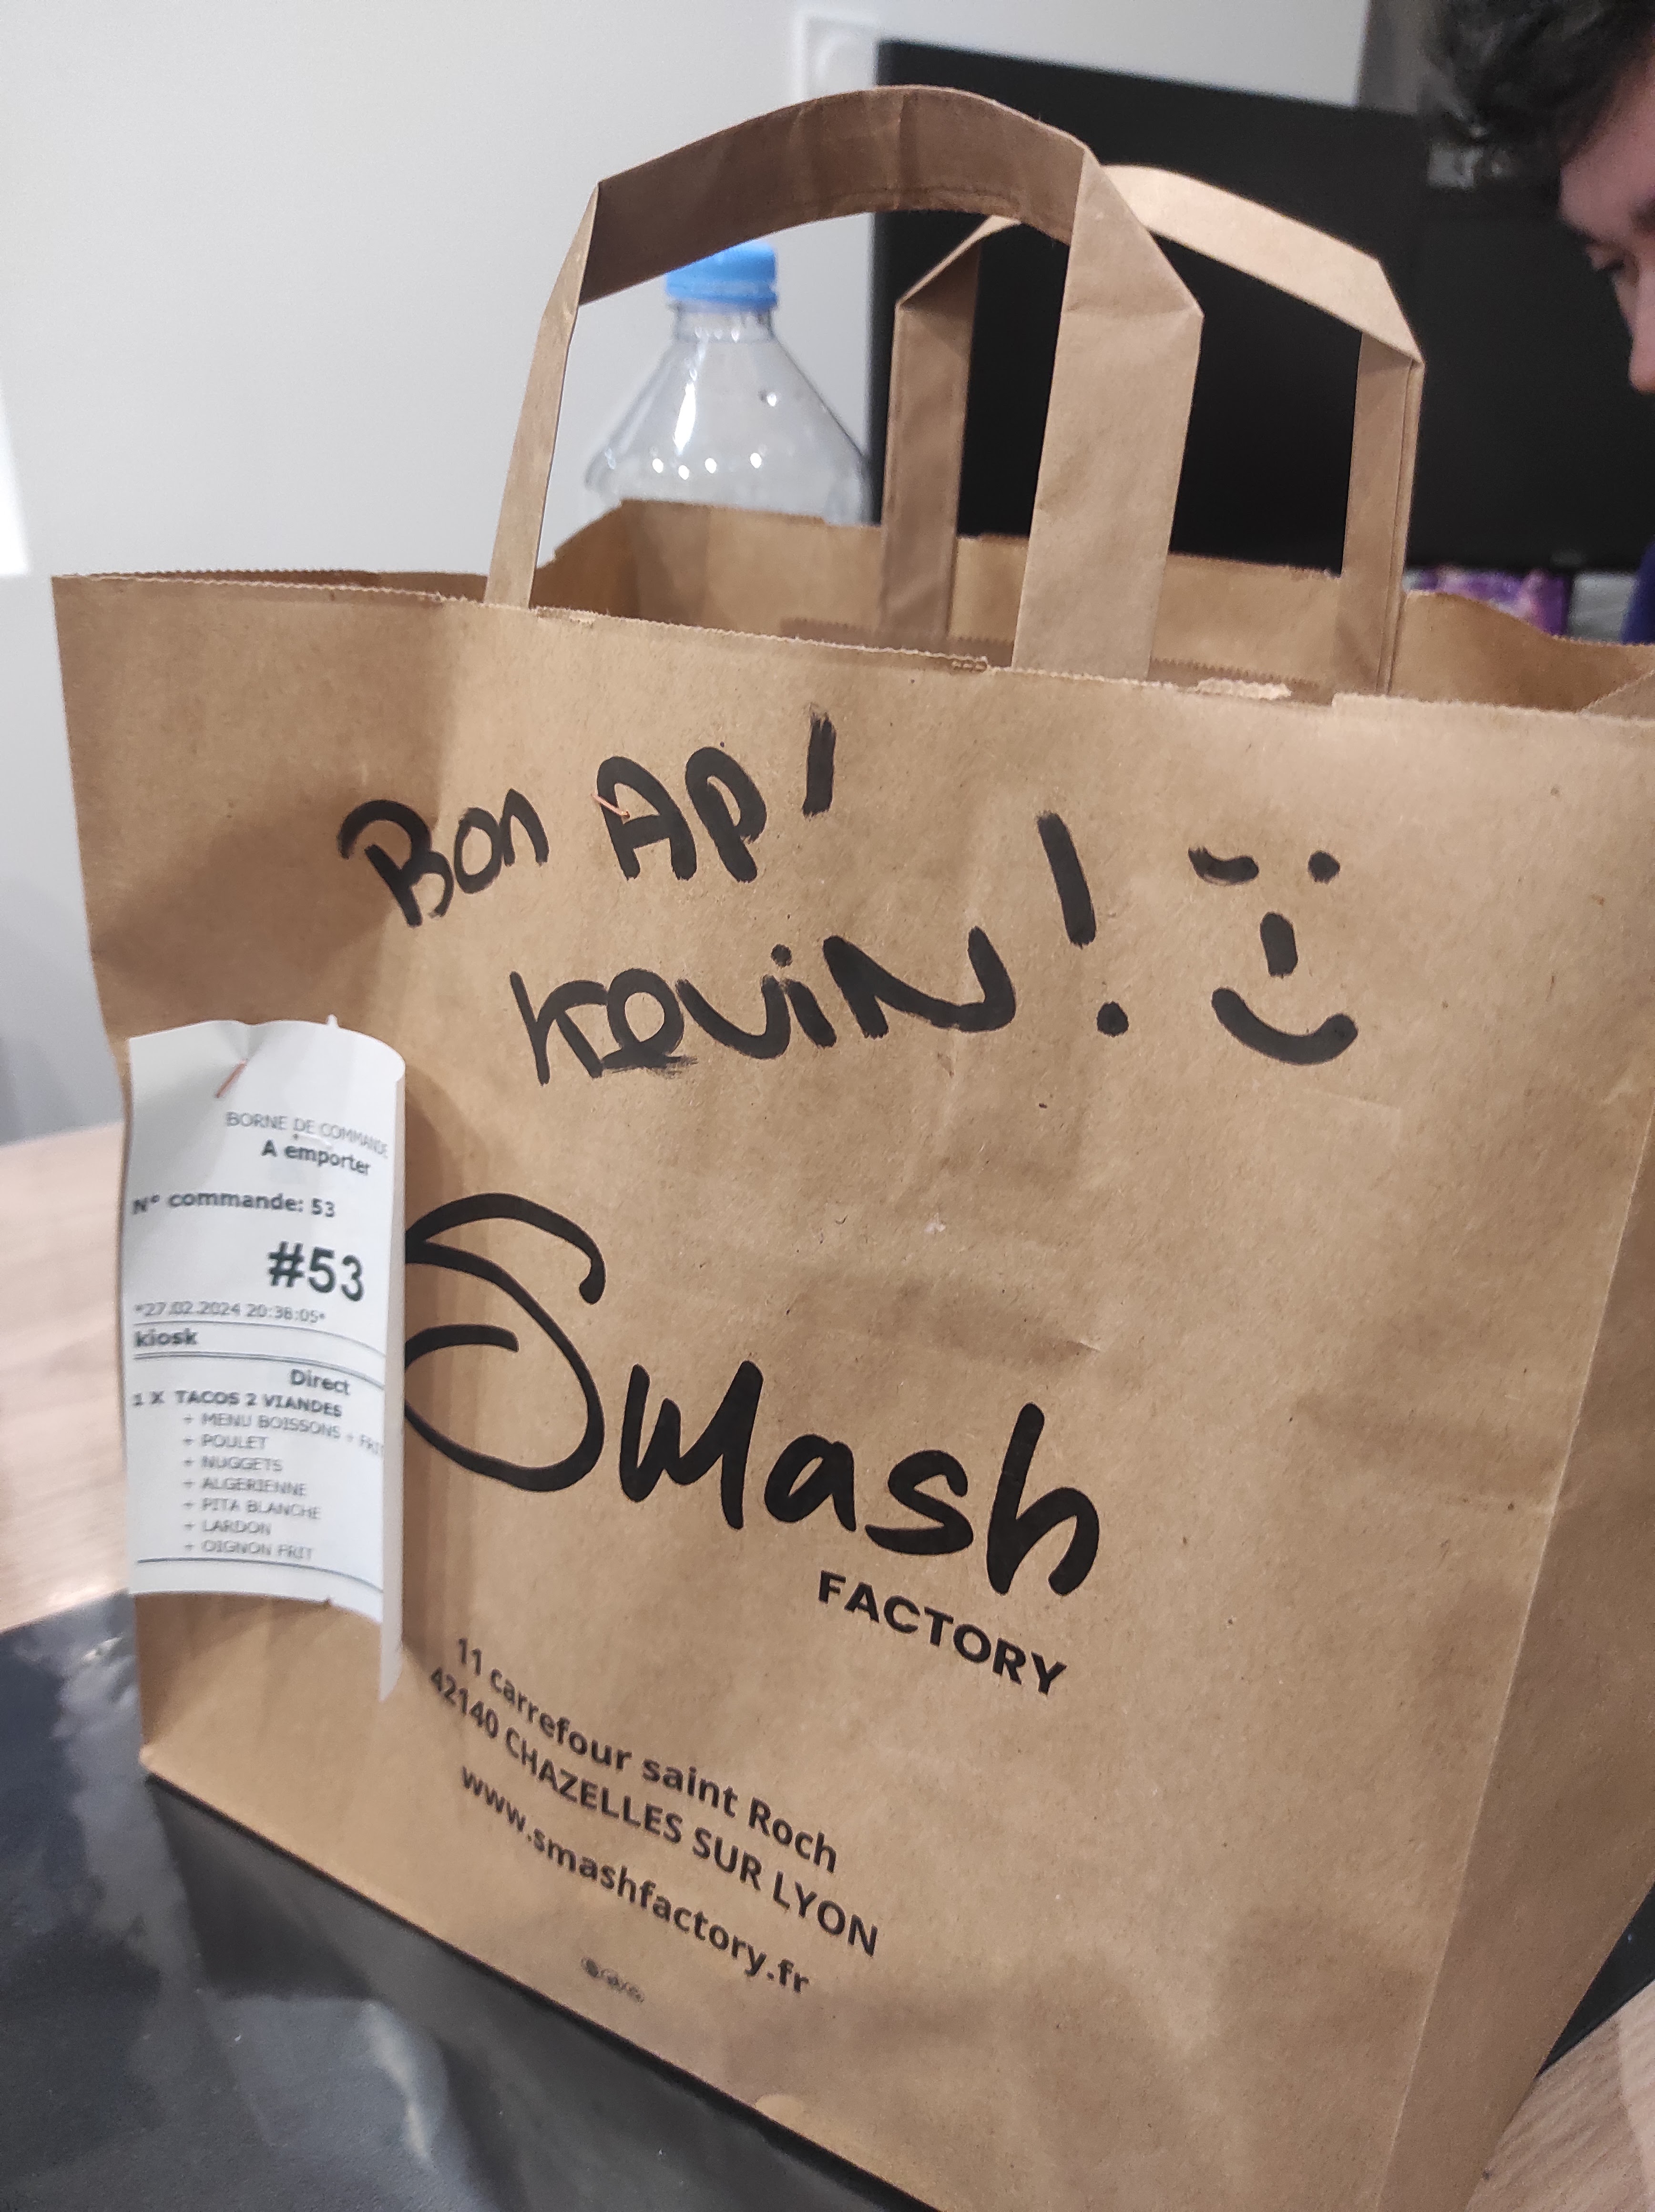 Bon Ap!
Kevin!
BORNE DE COMMANDE
A emporter
N° commande: 53
#53
*27.02.2024 20:38:05*
kiosk
Direct
1 X TACOS 2 VIANDES
+ MENU BOISSONS + FRI
+ POULET
+ NUGGETS
+ ALGERIENNE
+ PITA BLANCHE
+ LARDON
+ OIGNON FRIT
Smash
FACTORY
11 carrefour saint Roch
42140 CHAZELLES SUR LYON
www.smashfactory.fr